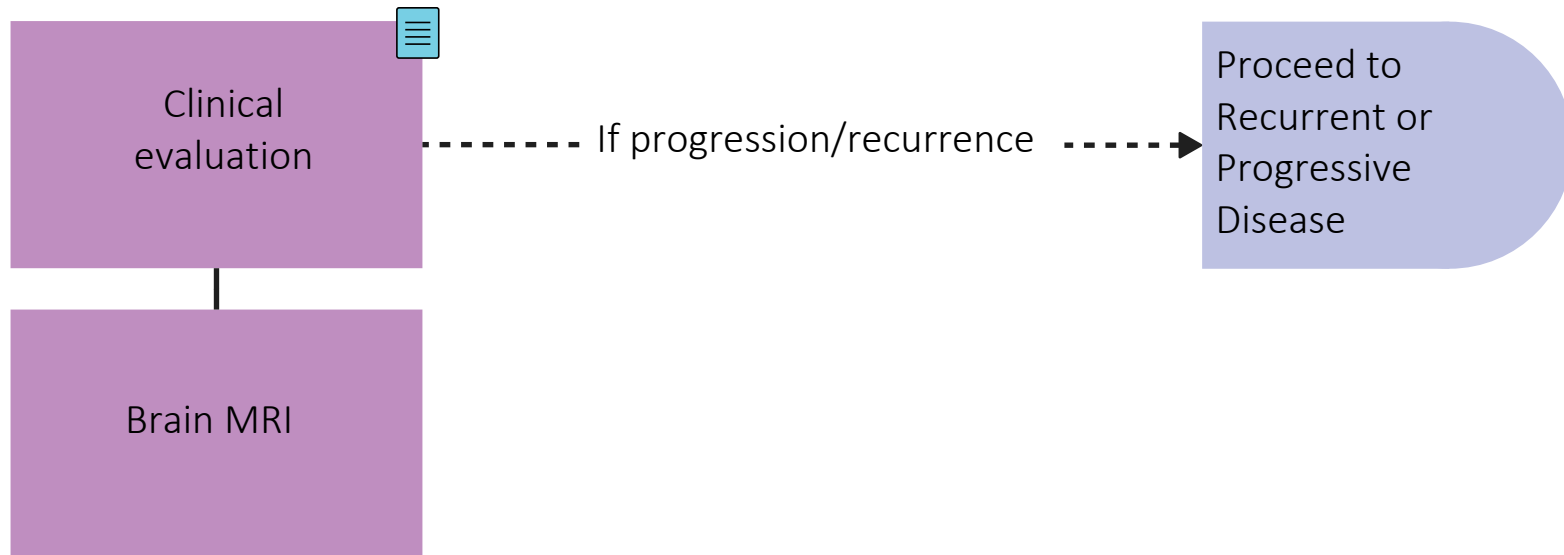 Clinical
evaluation
If progression/recurrence
Proceed to
Recurrent or
Progressive
Disease
Brain MRI